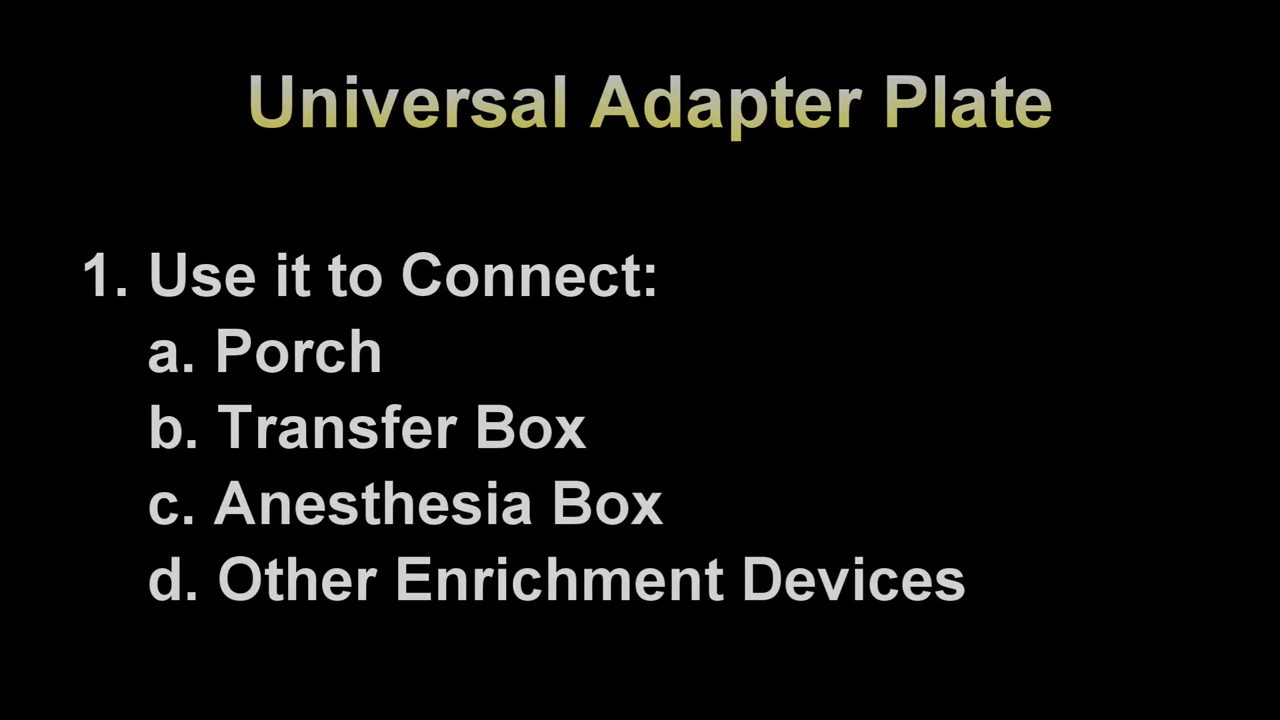 Universal Adapter Plate
1. Use it to Connect:
a. Porch
b. Transfer Box
c. Anesthesia Box
d. Other Enrichment Devices